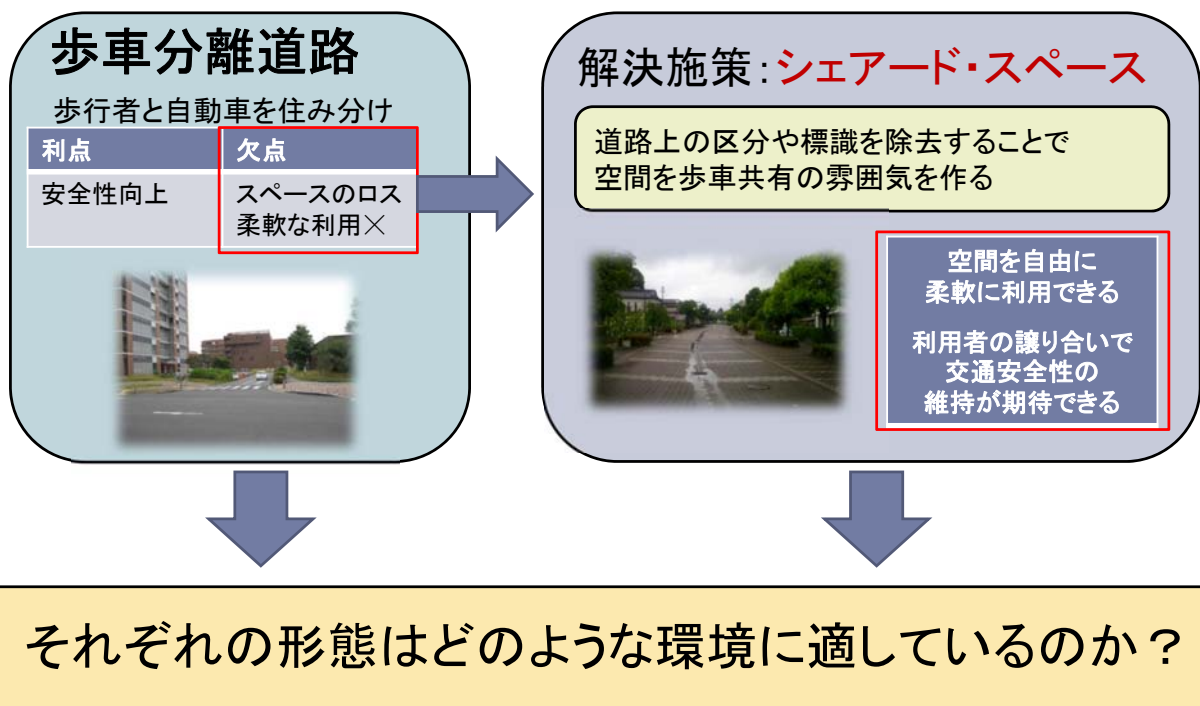 歩車分離道路
歩行者と自動車を住み分け
利点
欠点
安全性向上
スペースのロス
柔軟な利用×
解決施策:シェアード・スペース
道路上の区分や標識を除去することで
空間を歩車共有の雰囲気を作る
空間を自由に
柔軟に利用できる
利用者の譲り合いで
交通安全性の
維持が期待できる
それぞれの形態はどのような環境に適しているのか?